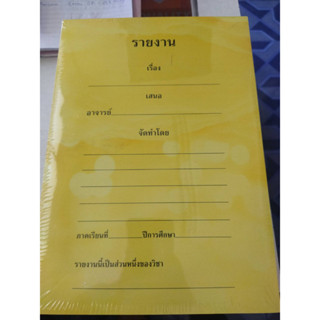 รายงาน
เรื่อง
เสนอ
อาจารย์
จัดทำโดย
ภาคเรียนที่ ปีการศึกษา
รายงานนี้เป็นส่วนหนึ่งของวิชา